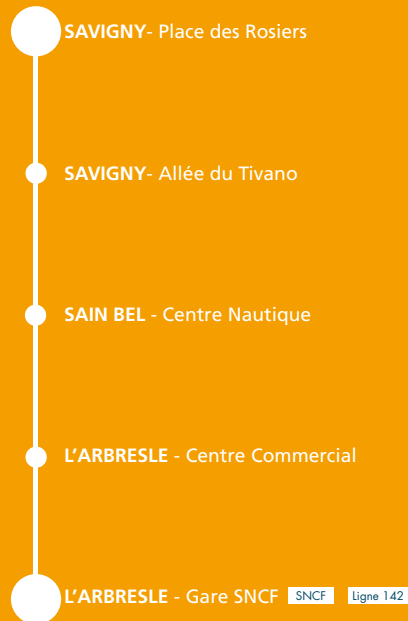 SAVIGNY- Place des Rosiers
SAVIGNY- Allée du Tivano
SAIN BEL - Centre Nautique
L'ARBRESLE - Centre Commercial
L'ARBRESLE - Gare SNCF SNCF Ligne 142